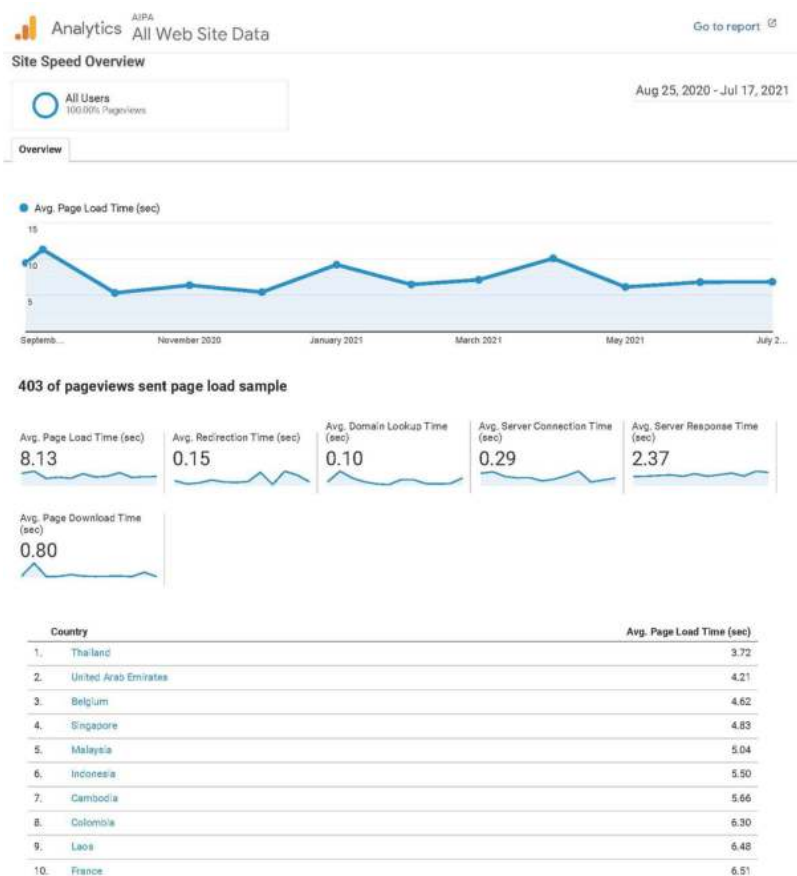 Analytics
AIPA
All Web Site Data
Go to report
Site Speed Overview
All Users
100.00% Pageviews
Aug 25, 2020 - Jul 17, 2021
Overview
Avg. Page Load Time (sec)
15
10
5
Septemb...
November 2020
January 2021
March 2021
May 2021
July 2...
403 of pageviews sent page load sample
Avg. Page Load Time (sec)
8.13
Avg. Redirection Time (sec)
0.15
Avg. Domain Lookup Time
(sec)
0.10
Avg. Server Connection Time
(sec)
0.29
Avg. Server Response Time
(sec)
2.37
Avg. Page Download Time
(sec)
0.80
Country Avg. Page Load Time (sec)
1. Thailand 3.72
2. United Arab Emirates 4.21
3. Belgium 4.62
4. Singapore 4.83
5. Malaysia 5.04
6. Indonesia 5.50
7. Cambodia 5.66
8. Colombia 6.30
9. Laos 6.48
10. France 6.51